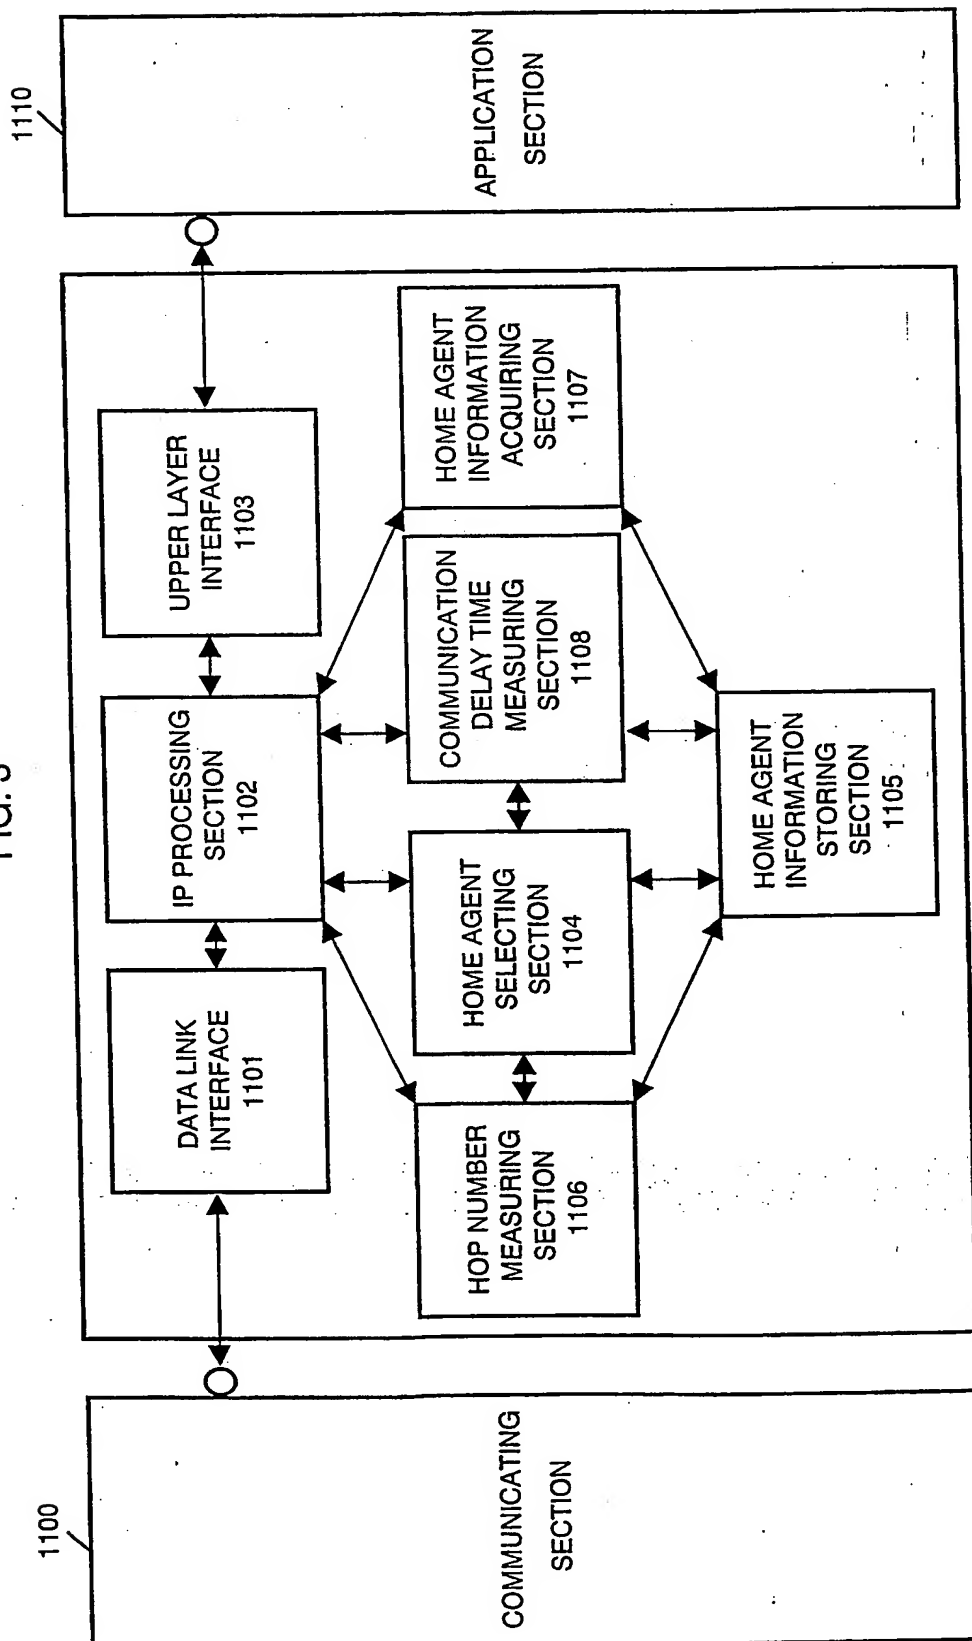 FIG. 3
1100
COMMUNICATING
SECTION
DATA LINK
INTERFACE
1101
IP PROCESSING
SECTION
1102
UPPER LAYER
INTERFACE
1103
HOP NUMBER
MEASURING
SECTION
1106
HOME AGENT
SELECTING
SECTION
1104
COMMUNICATION
DELAY TIME
MEASURING
SECTION
1108
HOME AGENT
INFORMATION
ACQUIRING
SECTION
1107
HOME AGENT
INFORMATION
STORING
SECTION
1105
1110
APPLICATION
SECTION